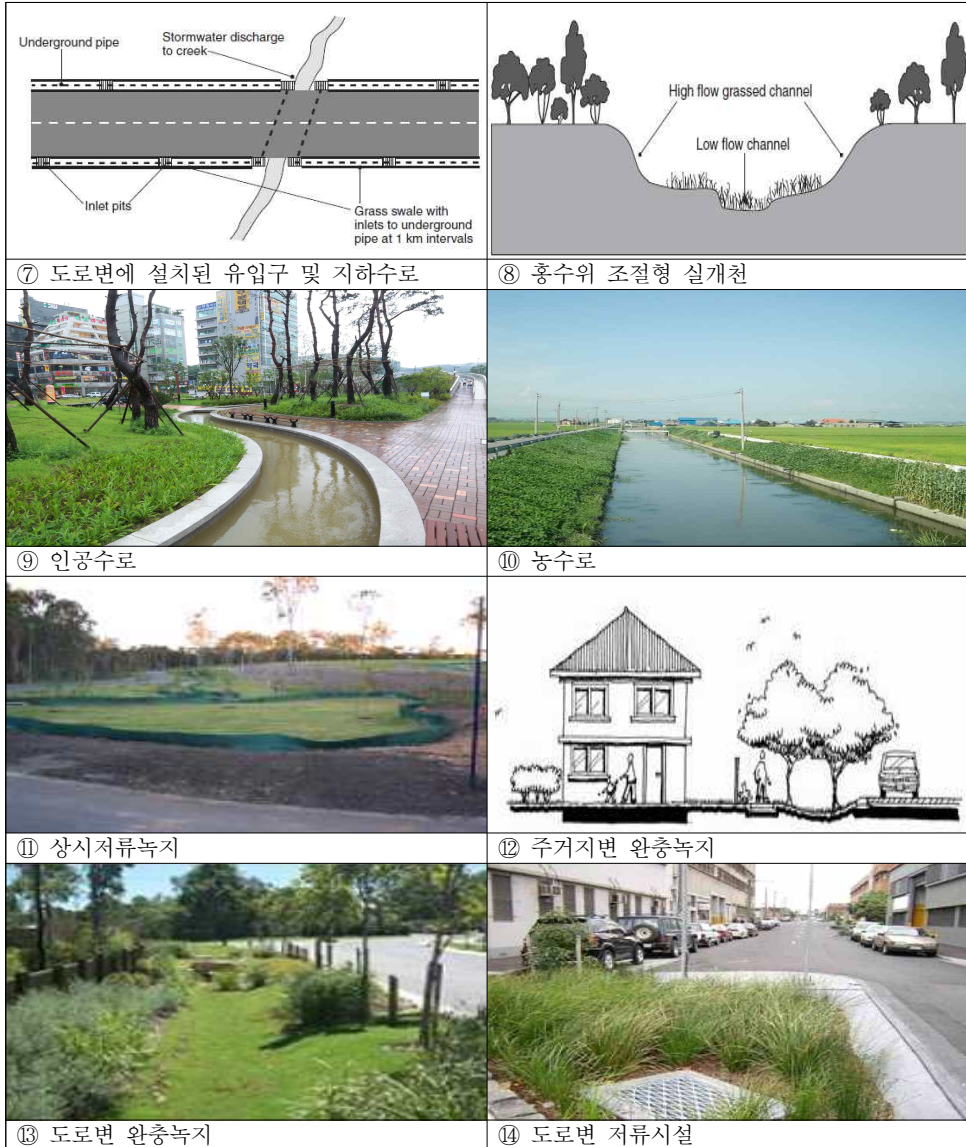 Underground pipe
Stormwater discharge
to creek
Inlet pits
Grass swale with
inlets to underground
pipe at 1 km intervals
High flow grassed channel
Low flow channel
⑦ 도로변에 설치된 유입구 및 지하수로
⑧ 홍수위 조절형 실개천
⑨ 인공수로
⑩ 농수로
⑪ 상시저류녹지
⑫ 주거지변 완충녹지
⑬ 도로변 완충녹지
⑭ 도로변 저류시설